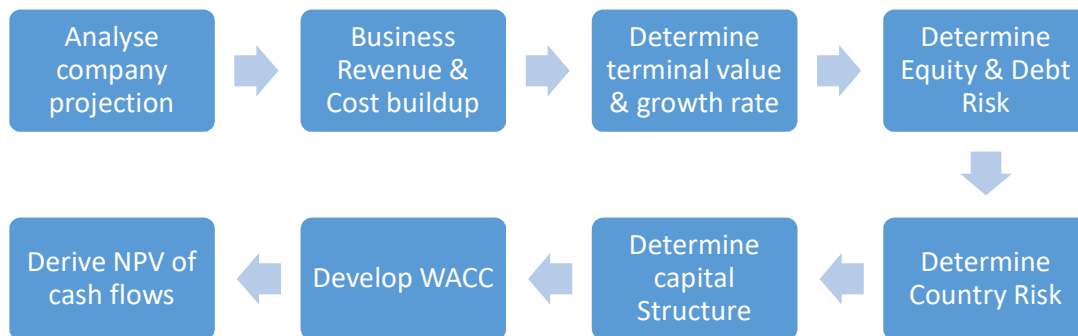 Analyse
company
projection
Business
Revenue &
Cost buildup
Determine
terminal value
& growth rate
Determine
Equity & Debt
Risk
Determine
Country Risk
Determine
capital
Structure
Develop WACC
Derive NPV of
cash flows